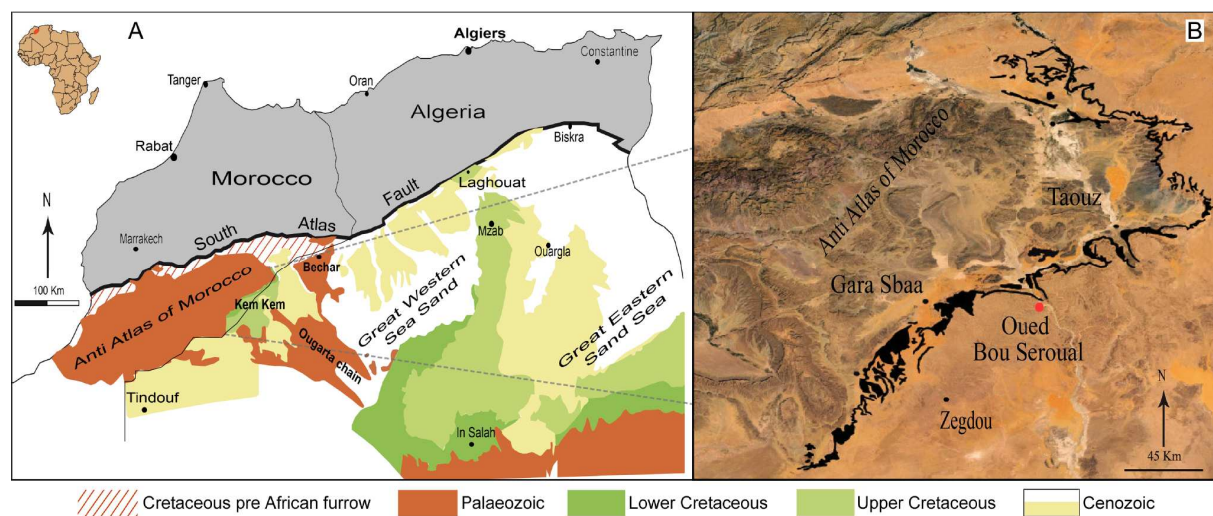 A
Algiers
Constantine
Tanger
Oran
Algeria
Biskra
Rabat
Morocco
Fault
Laghouat
N
South
Atlas
Mzab
Marrakech
Ouargla
Bechar
100 Km
Kem Kem
Anti Atlas of Morocco
Great Western
Sea Sand
Great Eastern
Sand Sea
Ougarta chain
Tindouf
In Salah
B
Anti Atlas of Morocco
Taouz
Gara Sbaa
Oued
Bou Seroual
Zegdou
N
45 Km
Cretaceous pre African furrow
Palaeozoic
Lower Cretaceous
Upper Cretaceous
Cenozoic